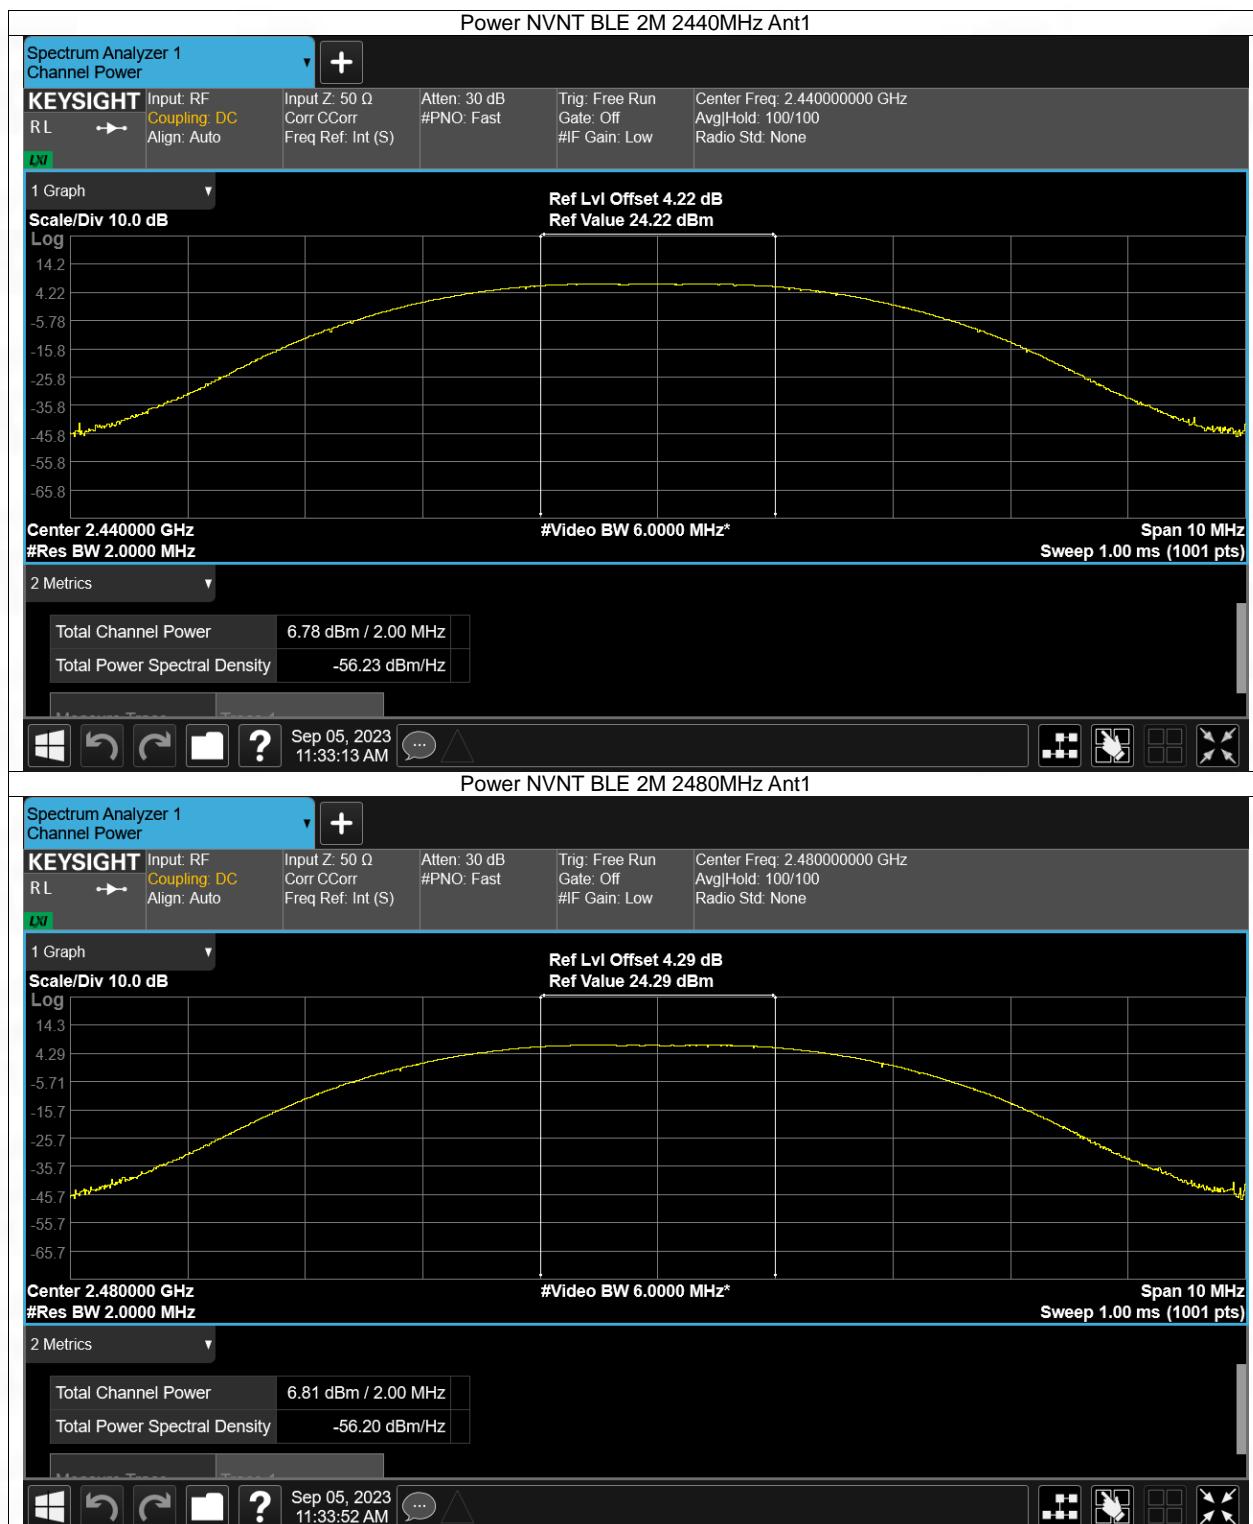 Power NVNT BLE 2M 2440MHz Ant1
Spectrum Analyzer 1
Channel Power
KEYSIGHT
R L
LXI
Input: RF
Coupling: DC
Align: Auto
Input Z: 50 Ω
Corr CCorr
Freq Ref: Int (S)
Atten: 30 dB
#PNO: Fast
Trig: Free Run
Gate: Off
#IF Gain: Low
Center Freq: 2.440000000 GHz
Avg|Hold: 100/100
Radio Std: None
1 Graph
Scale/Div 10.0 dB
Ref Lvl Offset 4.22 dB
Ref Value 24.22 dBm
Log
14.2
4.22
-5.78
-15.8
-25.8
-35.8
-45.8
-55.8
-65.8
Center 2.440000 GHz
#Video BW 6.0000 MHz*
Span 10 MHz
#Res BW 2.0000 MHz
Sweep 1.00 ms (1001 pts)
2 Metrics
Total Channel Power 6.78 dBm / 2.00 MHz
Total Power Spectral Density -56.23 dBm/Hz
Sep 05, 2023
11:33:13 AM
Power NVNT BLE 2M 2480MHz Ant1
Spectrum Analyzer 1
Channel Power
KEYSIGHT
R L
LXI
Input: RF
Coupling: DC
Align: Auto
Input Z: 50 Ω
Corr CCorr
Freq Ref: Int (S)
Atten: 30 dB
#PNO: Fast
Trig: Free Run
Gate: Off
#IF Gain: Low
Center Freq: 2.480000000 GHz
Avg|Hold: 100/100
Radio Std: None
1 Graph
Scale/Div 10.0 dB
Ref Lvl Offset 4.29 dB
Ref Value 24.29 dBm
Log
14.3
4.29
-5.71
-15.7
-25.7
-35.7
-45.7
-55.7
-65.7
Center 2.480000 GHz
#Video BW 6.0000 MHz*
Span 10 MHz
#Res BW 2.0000 MHz
Sweep 1.00 ms (1001 pts)
2 Metrics
Total Channel Power 6.81 dBm / 2.00 MHz
Total Power Spectral Density -56.20 dBm/Hz
Sep 05, 2023
11:33:52 AM